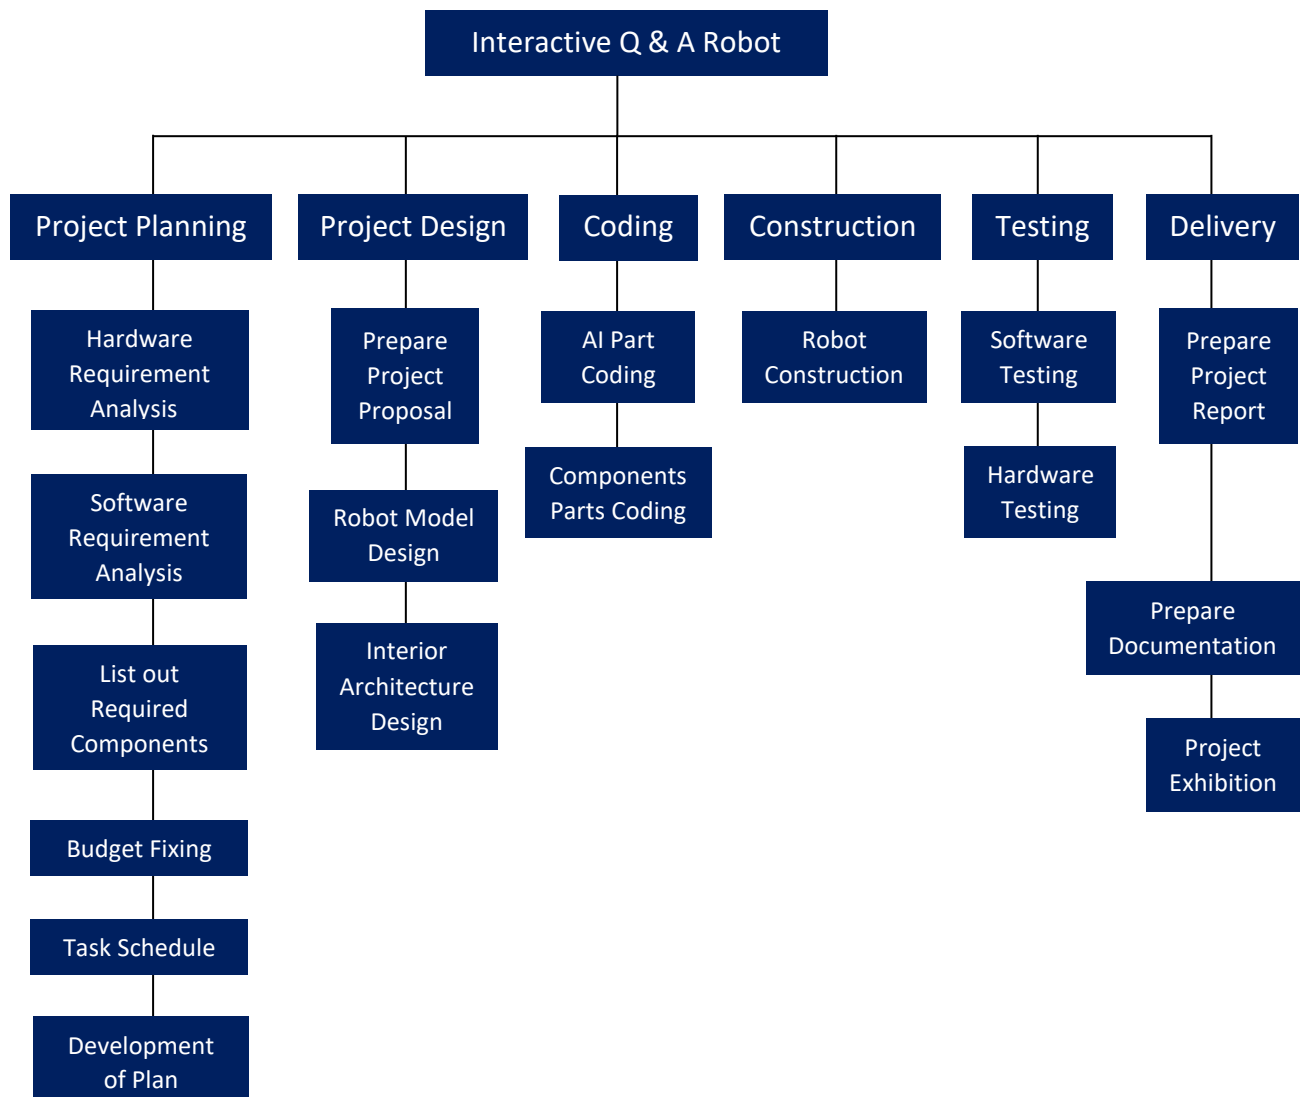 Interactive Q & A Robot
Project Planning
Project Design
Coding
Construction
Testing
Delivery
Hardware
Requirement
Analysis
Software
Requirement
Analysis
List out
Required
Components
Budget Fixing
Task Schedule
Development
of Plan
Prepare
Project
Proposal
Robot Model
Design
Interior
Architecture
Design
AI Part
Coding
Components
Parts Coding
Robot
Construction
Software
Testing
Hardware
Testing
Prepare
Project
Report
Prepare
Documentation
Project
Exhibition